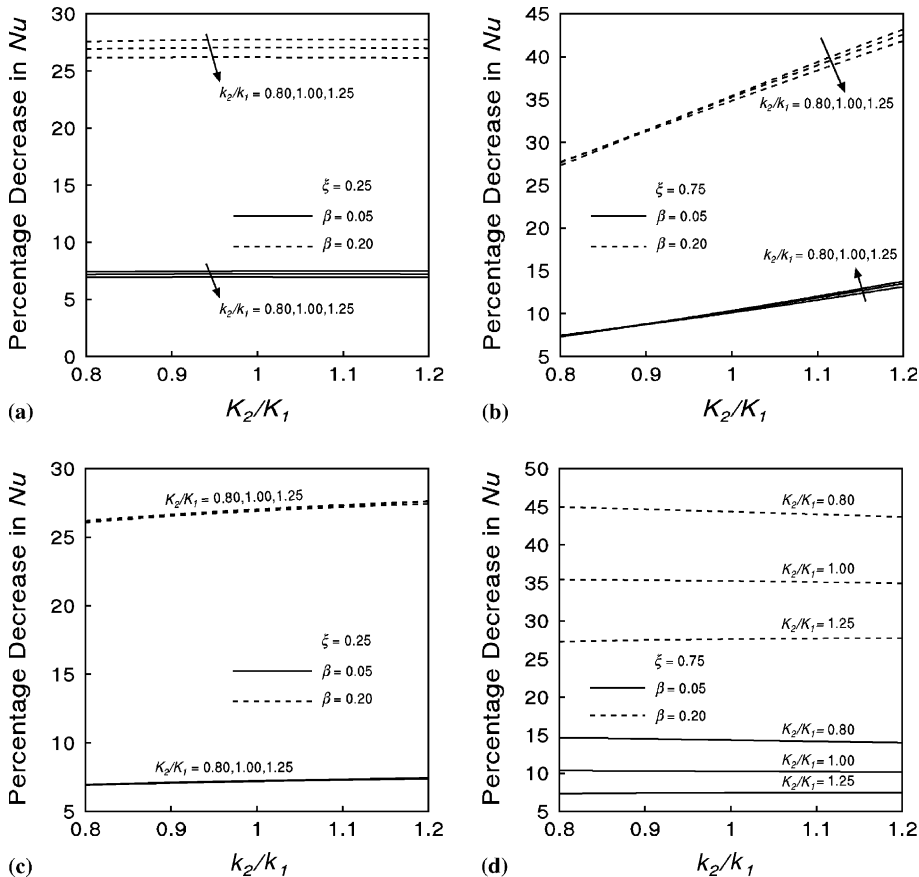 Percentage Decrease in Nu
30
25
20
15
10
5
0
k₂/k₁ = 0.80,1.00,1.25
ξ = 0.25
β = 0.05
β = 0.20
k₂/k₁ = 0.80,1.00,1.25
0.8 0.9 1 1.1 1.2
(a) K₂/K₁
Percentage Decrease in Nu
45
40
35
30
25
20
15
10
5
k₂/k₁ = 0.80,1.00,1.25
ξ = 0.75
β = 0.05
β = 0.20
k₂/k₁ = 0.80,1.00,1.25
0.8 0.9 1 1.1 1.2
(b) K₂/K₁
Percentage Decrease in Nu
30
25
20
15
10
5
K₂/K₁ = 0.80,1.00,1.25
ξ = 0.25
β = 0.05
β = 0.20
K₂/K₁ = 0.80,1.00,1.25
0.8 0.9 1 1.1 1.2
(c) k₂/k₁
Percentage Decrease in Nu
50
45
40
35
30
25
20
15
10
5
K₂/K₁ = 0.80
K₂/K₁ = 1.00
K₂/K₁ = 1.25
ξ = 0.75
β = 0.05
β = 0.20
K₂/K₁ = 0.80
K₂/K₁ = 1.00
K₂/K₁ = 1.25
0.8 0.9 1 1.1 1.2
(d) k₂/k₁